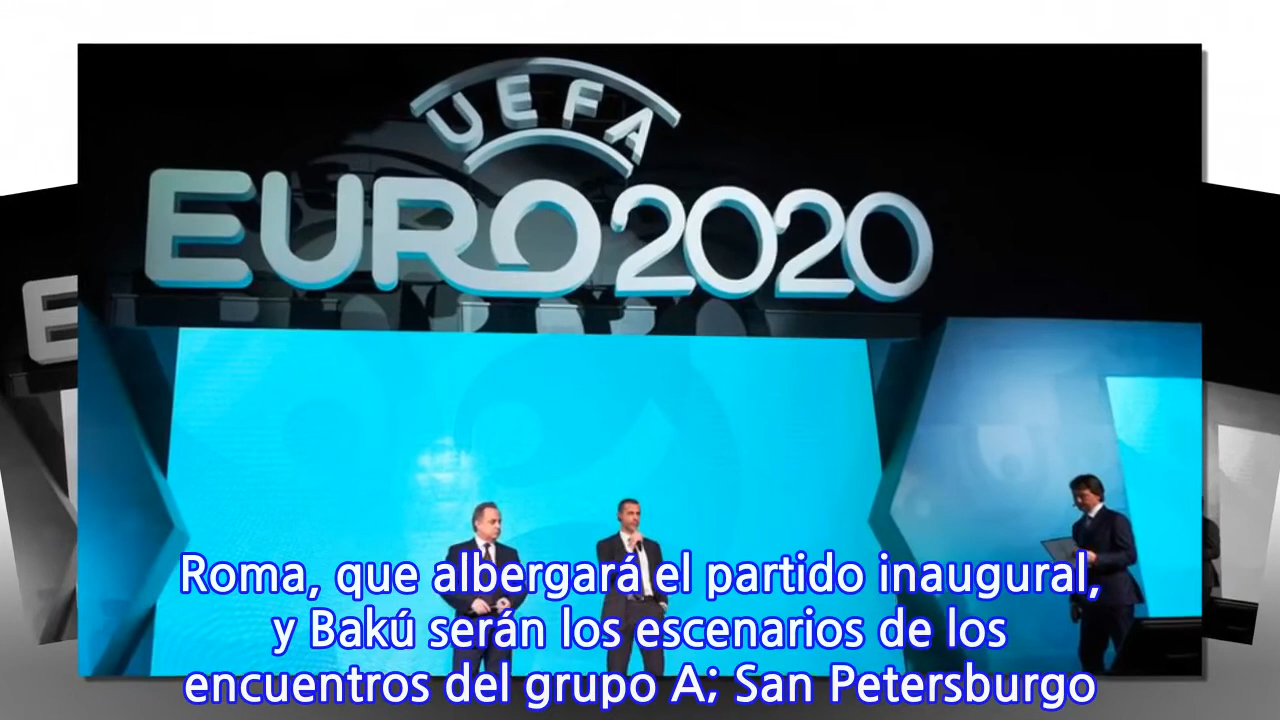 UEFA
EURO2020
E
Roma, que albergará el partido inaugural,
y Bakú serán los escenarios de los
encuentros del grupo A; San Petersburgo